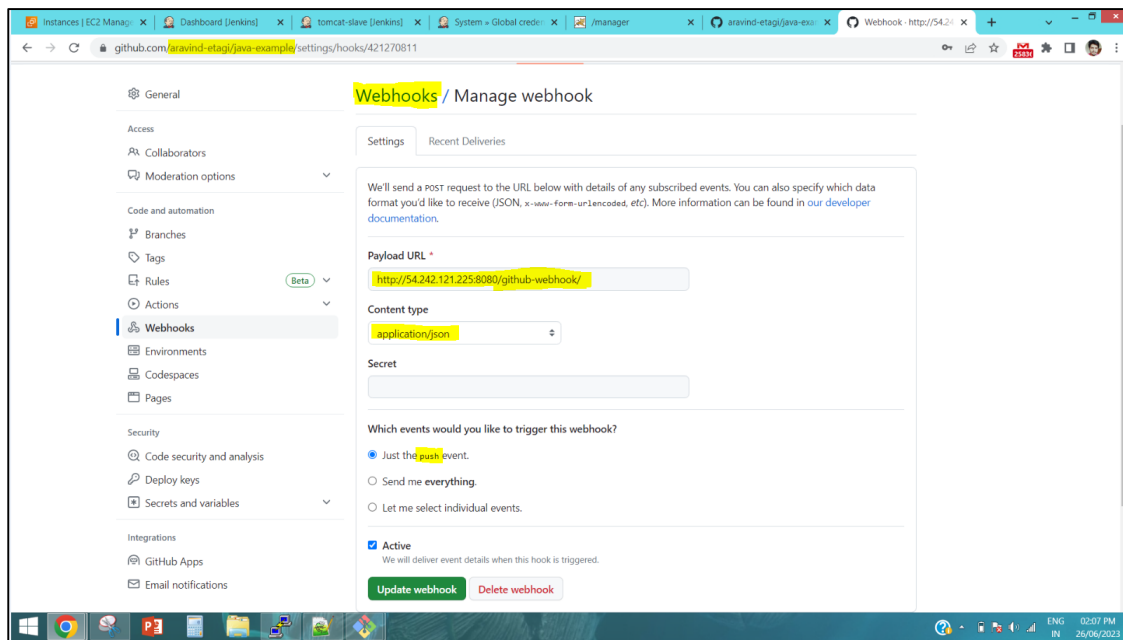 Instances | EC2 Manage
Dashboard [Jenkins]
tomcat-slave [Jenkins]
System » Global creden
/manager
aravind-etagi/java-exam
Webhook · http://54.24
github.com/aravind-etagi/java-example/settings/hooks/421270811
General
Access
Collaborators
Moderation options
Code and automation
Branches
Tags
Rules Beta
Actions
Webhooks
Environments
Codespaces
Pages
Security
Code security and analysis
Deploy keys
Secrets and variables
Integrations
GitHub Apps
Email notifications
Webhooks / Manage webhook
Settings Recent Deliveries
We'll send a POST request to the URL below with details of any subscribed events. You can also specify which data
format you'd like to receive (JSON, x-www-form-urlencoded, etc). More information can be found in our developer
documentation.
Payload URL *
http://54.242.121.225:8080/github-webhook/
Content type
application/json
Secret
Which events would you like to trigger this webhook?
Just the push event.
Send me everything.
Let me select individual events.
Active
We will deliver event details when this hook is triggered.
Update webhook Delete webhook
ENG 02:07 PM
IN 26/06/2023